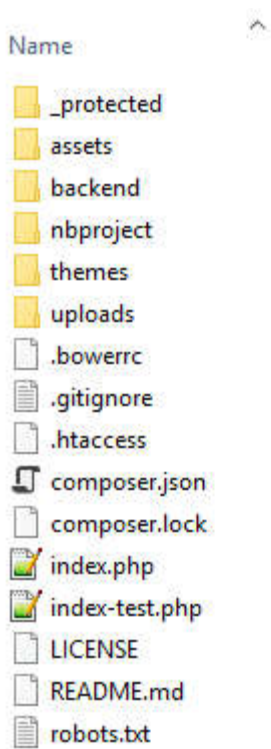 Name
_protected
assets
backend
nbproject
themes
uploads
.bowerrc
.gitignore
.htaccess
composer.json
composer.lock
index.php
index-test.php
LICENSE
README.md
robots.txt